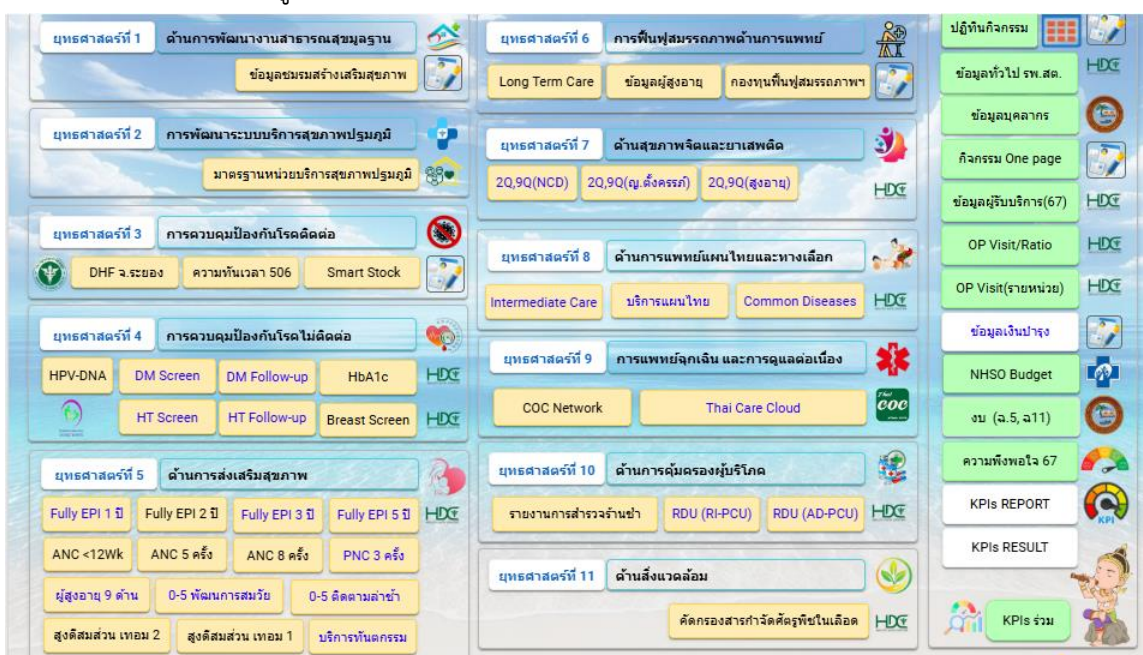 ยุทธศาสตร์ที่ 1 ด้านการพัฒนางานสาธารณสุขมูลฐาน
ข้อมูลชมรมสร้างเสริมสุขภาพ
ยุทธศาสตร์ที่ 2 การพัฒนาระบบบริการสุขภาพปฐมภูมิ
มาตรฐานหน่วยบริการสุขภาพปฐมภูมิ
ยุทธศาสตร์ที่ 3 การควบคุมป้องกันโรคติดต่อ
DHF จ.ระยอง ความทันเวลา 506 Smart Stock
ยุทธศาสตร์ที่ 4 การควบคุมป้องกันโรคไม่ติดต่อ
HPV-DNA DM Screen DM Follow-up HbA1c HDC
HT Screen HT Follow-up Breast Screen HDC
ยุทธศาสตร์ที่ 5 ด้านการส่งเสริมสุขภาพ
Fully EPI 1 ปี Fully EPI 2 ปี Fully EPI 3 ปี Fully EPI 5 ปี HDC
ANC <12Wk ANC 5 ครั้ง ANC 8 ครั้ง PNC 3 ครั้ง
ผู้สูงอายุ 9 ด้าน 0-5 พัฒนการสมวัย 0-5 ติดตามล่าช้า
สูงดีสมส่วน เทอม 2 สูงดีสมส่วน เทอม 1 บริการทันตกรรม
ยุทธศาสตร์ที่ 6 การฟื้นฟูสมรรถภาพด้านการแพทย์
Long Term Care ข้อมูลผู้สูงอายุ กองทุนฟื้นฟูสมรรถภาพฯ
ยุทธศาสตร์ที่ 7 ด้านสุขภาพจิตและยาเสพติด
2Q,9Q(NCD) 2Q,9Q(ญ.ตั้งครรภ์) 2Q,9Q(สูงอายุ) HDC
ยุทธศาสตร์ที่ 8 ด้านการแพทย์แผนไทยและทางเลือก
Intermediate Care บริการแผนไทย Common Diseases HDC
ยุทธศาสตร์ที่ 9 การแพทย์ฉุกเฉิน และการดูแลต่อเนื่อง
COC Network Thai Care Cloud Thai COC
ยุทธศาสตร์ที่ 10 ด้านการคุ้มครองผู้บริโภค
รายงานการสำรวจร้านชำ RDU (RI-PCU) RDU (AD-PCU) HDC
ยุทธศาสตร์ที่ 11 ด้านสิ่งแวดล้อม
คัดกรองสารกำจัดศัตรูพืชในเลือด HDC
ปฏิทินกิจกรรม
ข้อมูลทั่วไป รพ.สต. HDC
ข้อมูลบุคลากร
กิจกรรม One page
ข้อมูลผู้รับบริการ(67) HDC
OP Visit/Ratio HDC
OP Visit(รายหน่วย) HDC
ข้อมูลเงินบำรุง
NHSO Budget
งบ (ฉ.5, ฉ11)
ความพึงพอใจ 67
KPIs REPORT KPI
KPIs RESULT
KPIs ร่วม